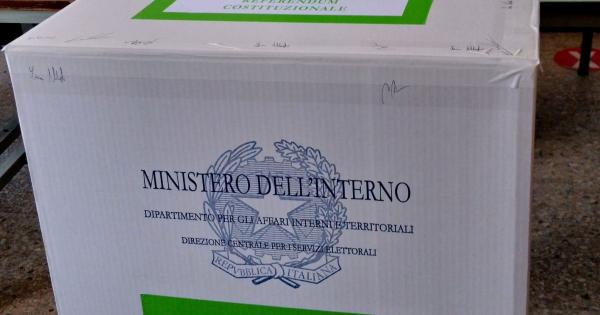 REFERENDUM
COSTITUZIONALE
MINISTERO DELL'INTERNO
DIPARTIMENTO PER GLI AFFARI INTERNI E TERRITORIALI
DIREZIONE CENTRALE PER I SERVIZI ELETTORALI
REPVBBLICA ITALIANA